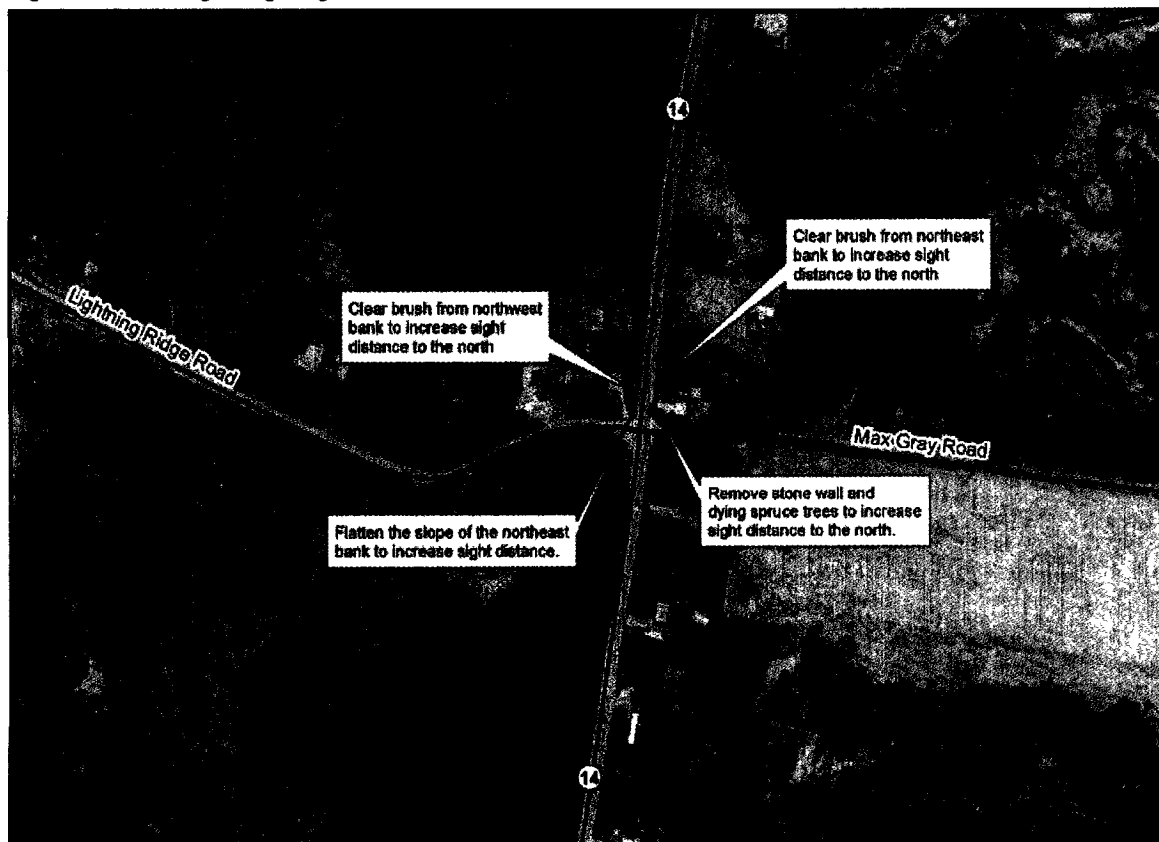 14
Clear brush from northeast
bank to increase sight
distance to the north
Clear brush from northwest
bank to increase sight
distance to the north
Lightning Ridge Road
Max Gray Road
Remove stone wall and
dying spruce trees to increase
sight distance to the north.
Flatten the slope of the northeast
bank to increase sight distance.
14